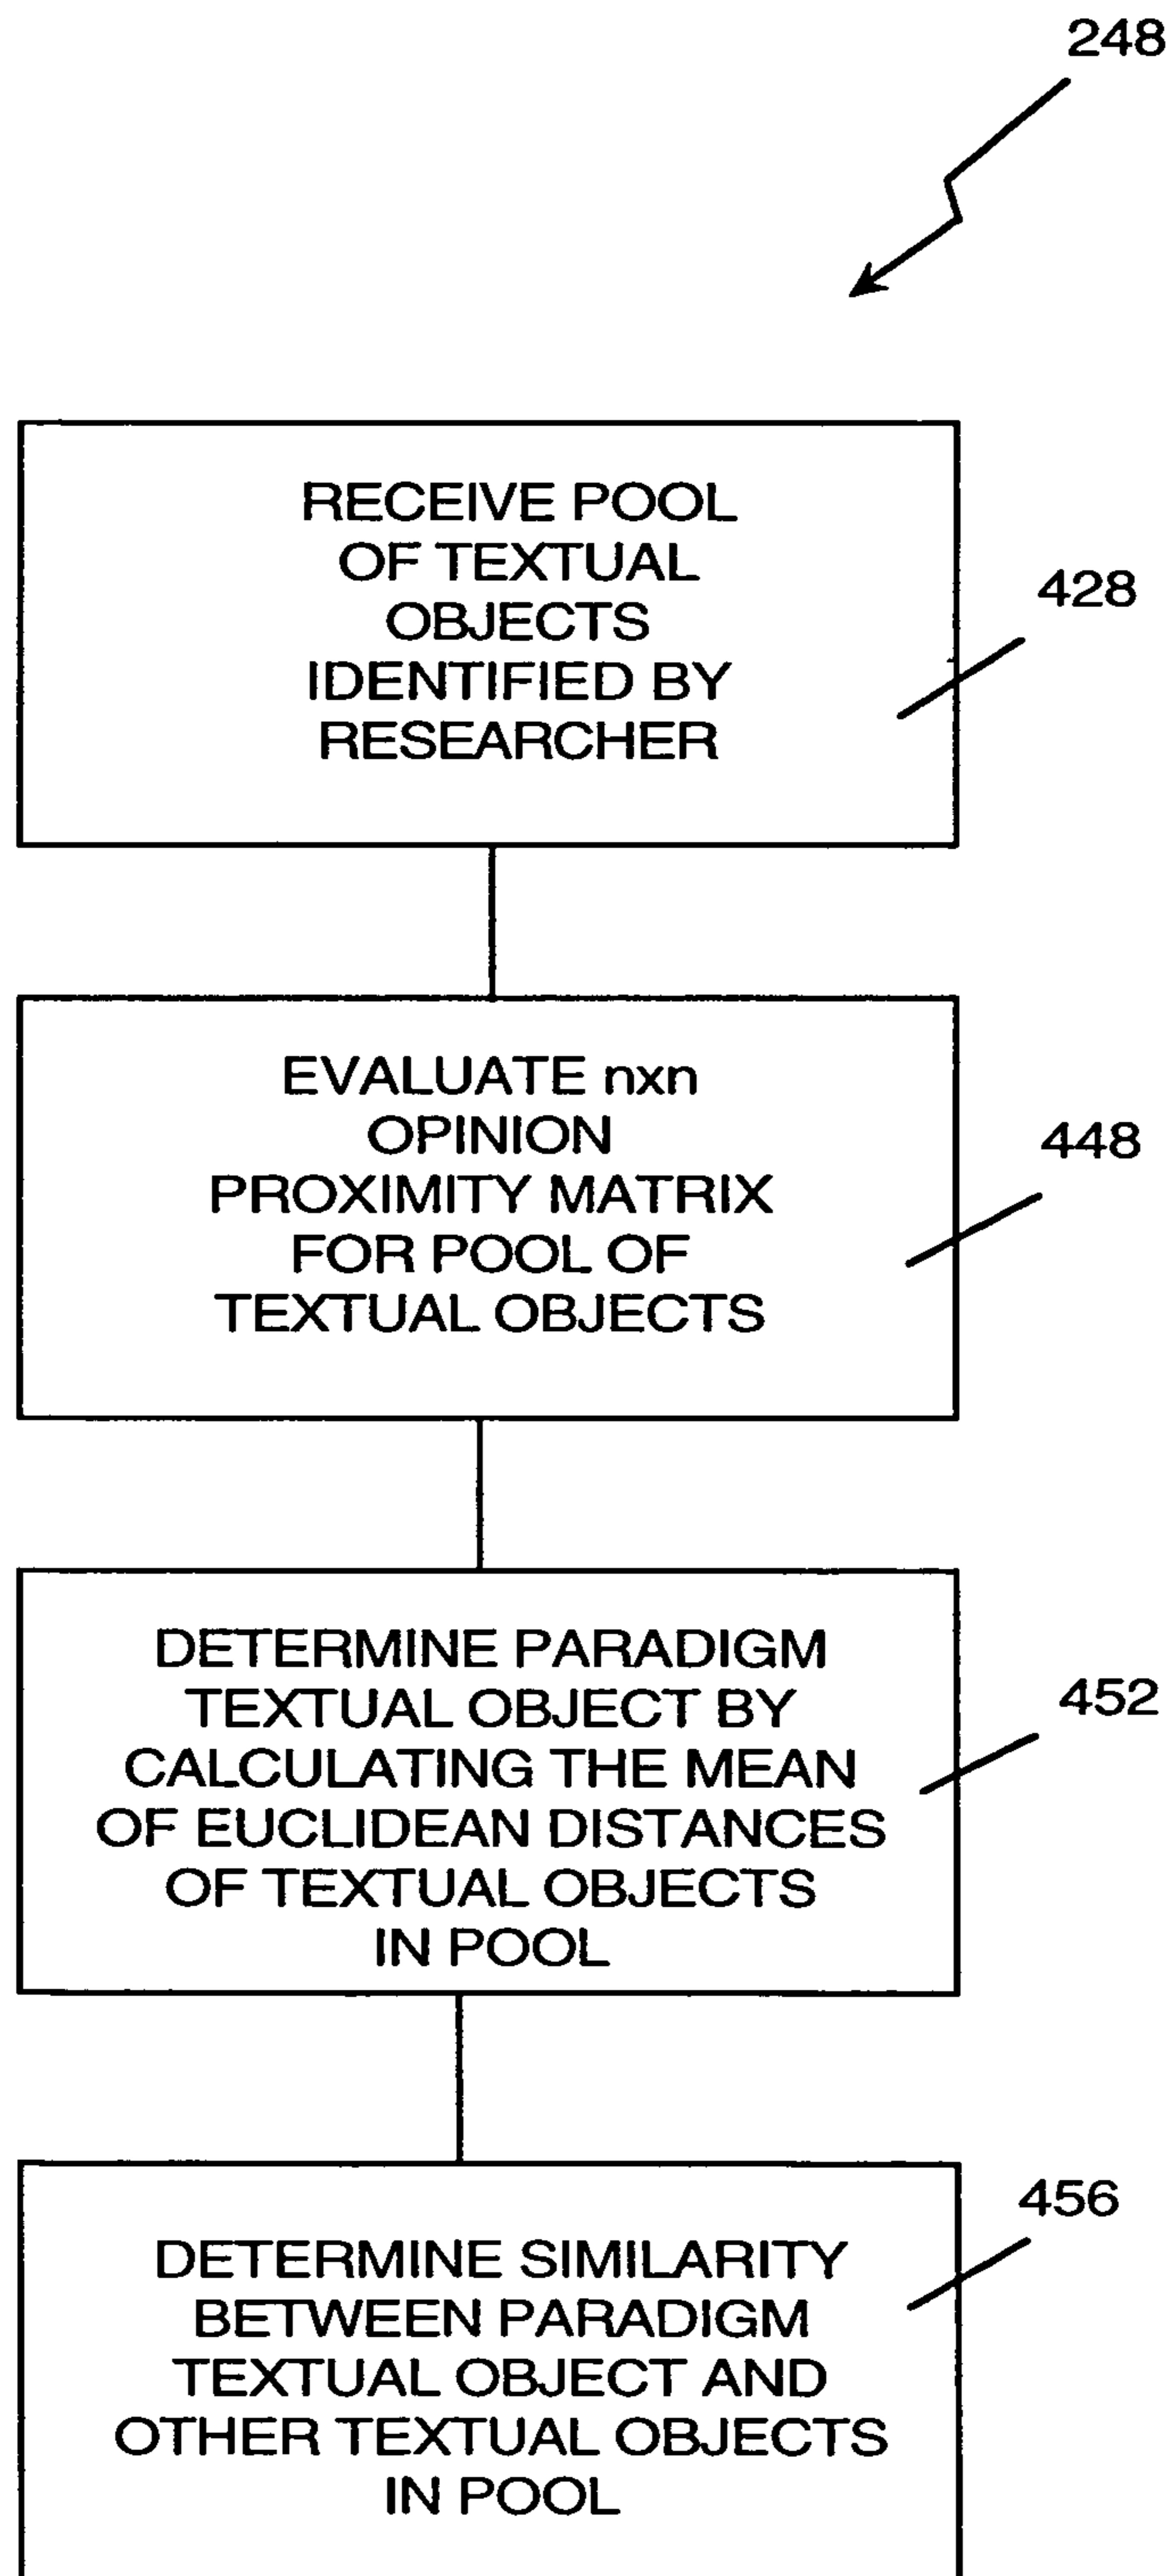 248
RECEIVE POOL
OF TEXTUAL
OBJECTS
IDENTIFIED BY
RESEARCHER
428
EVALUATE nxn
OPINION
PROXIMITY MATRIX
FOR POOL OF
TEXTUAL OBJECTS
448
DETERMINE PARADIGM
TEXTUAL OBJECT BY
CALCULATING THE MEAN
OF EUCLIDEAN DISTANCES
OF TEXTUAL OBJECTS
IN POOL
452
DETERMINE SIMILARITY
BETWEEN PARADIGM
TEXTUAL OBJECT AND
OTHER TEXTUAL OBJECTS
IN POOL
456